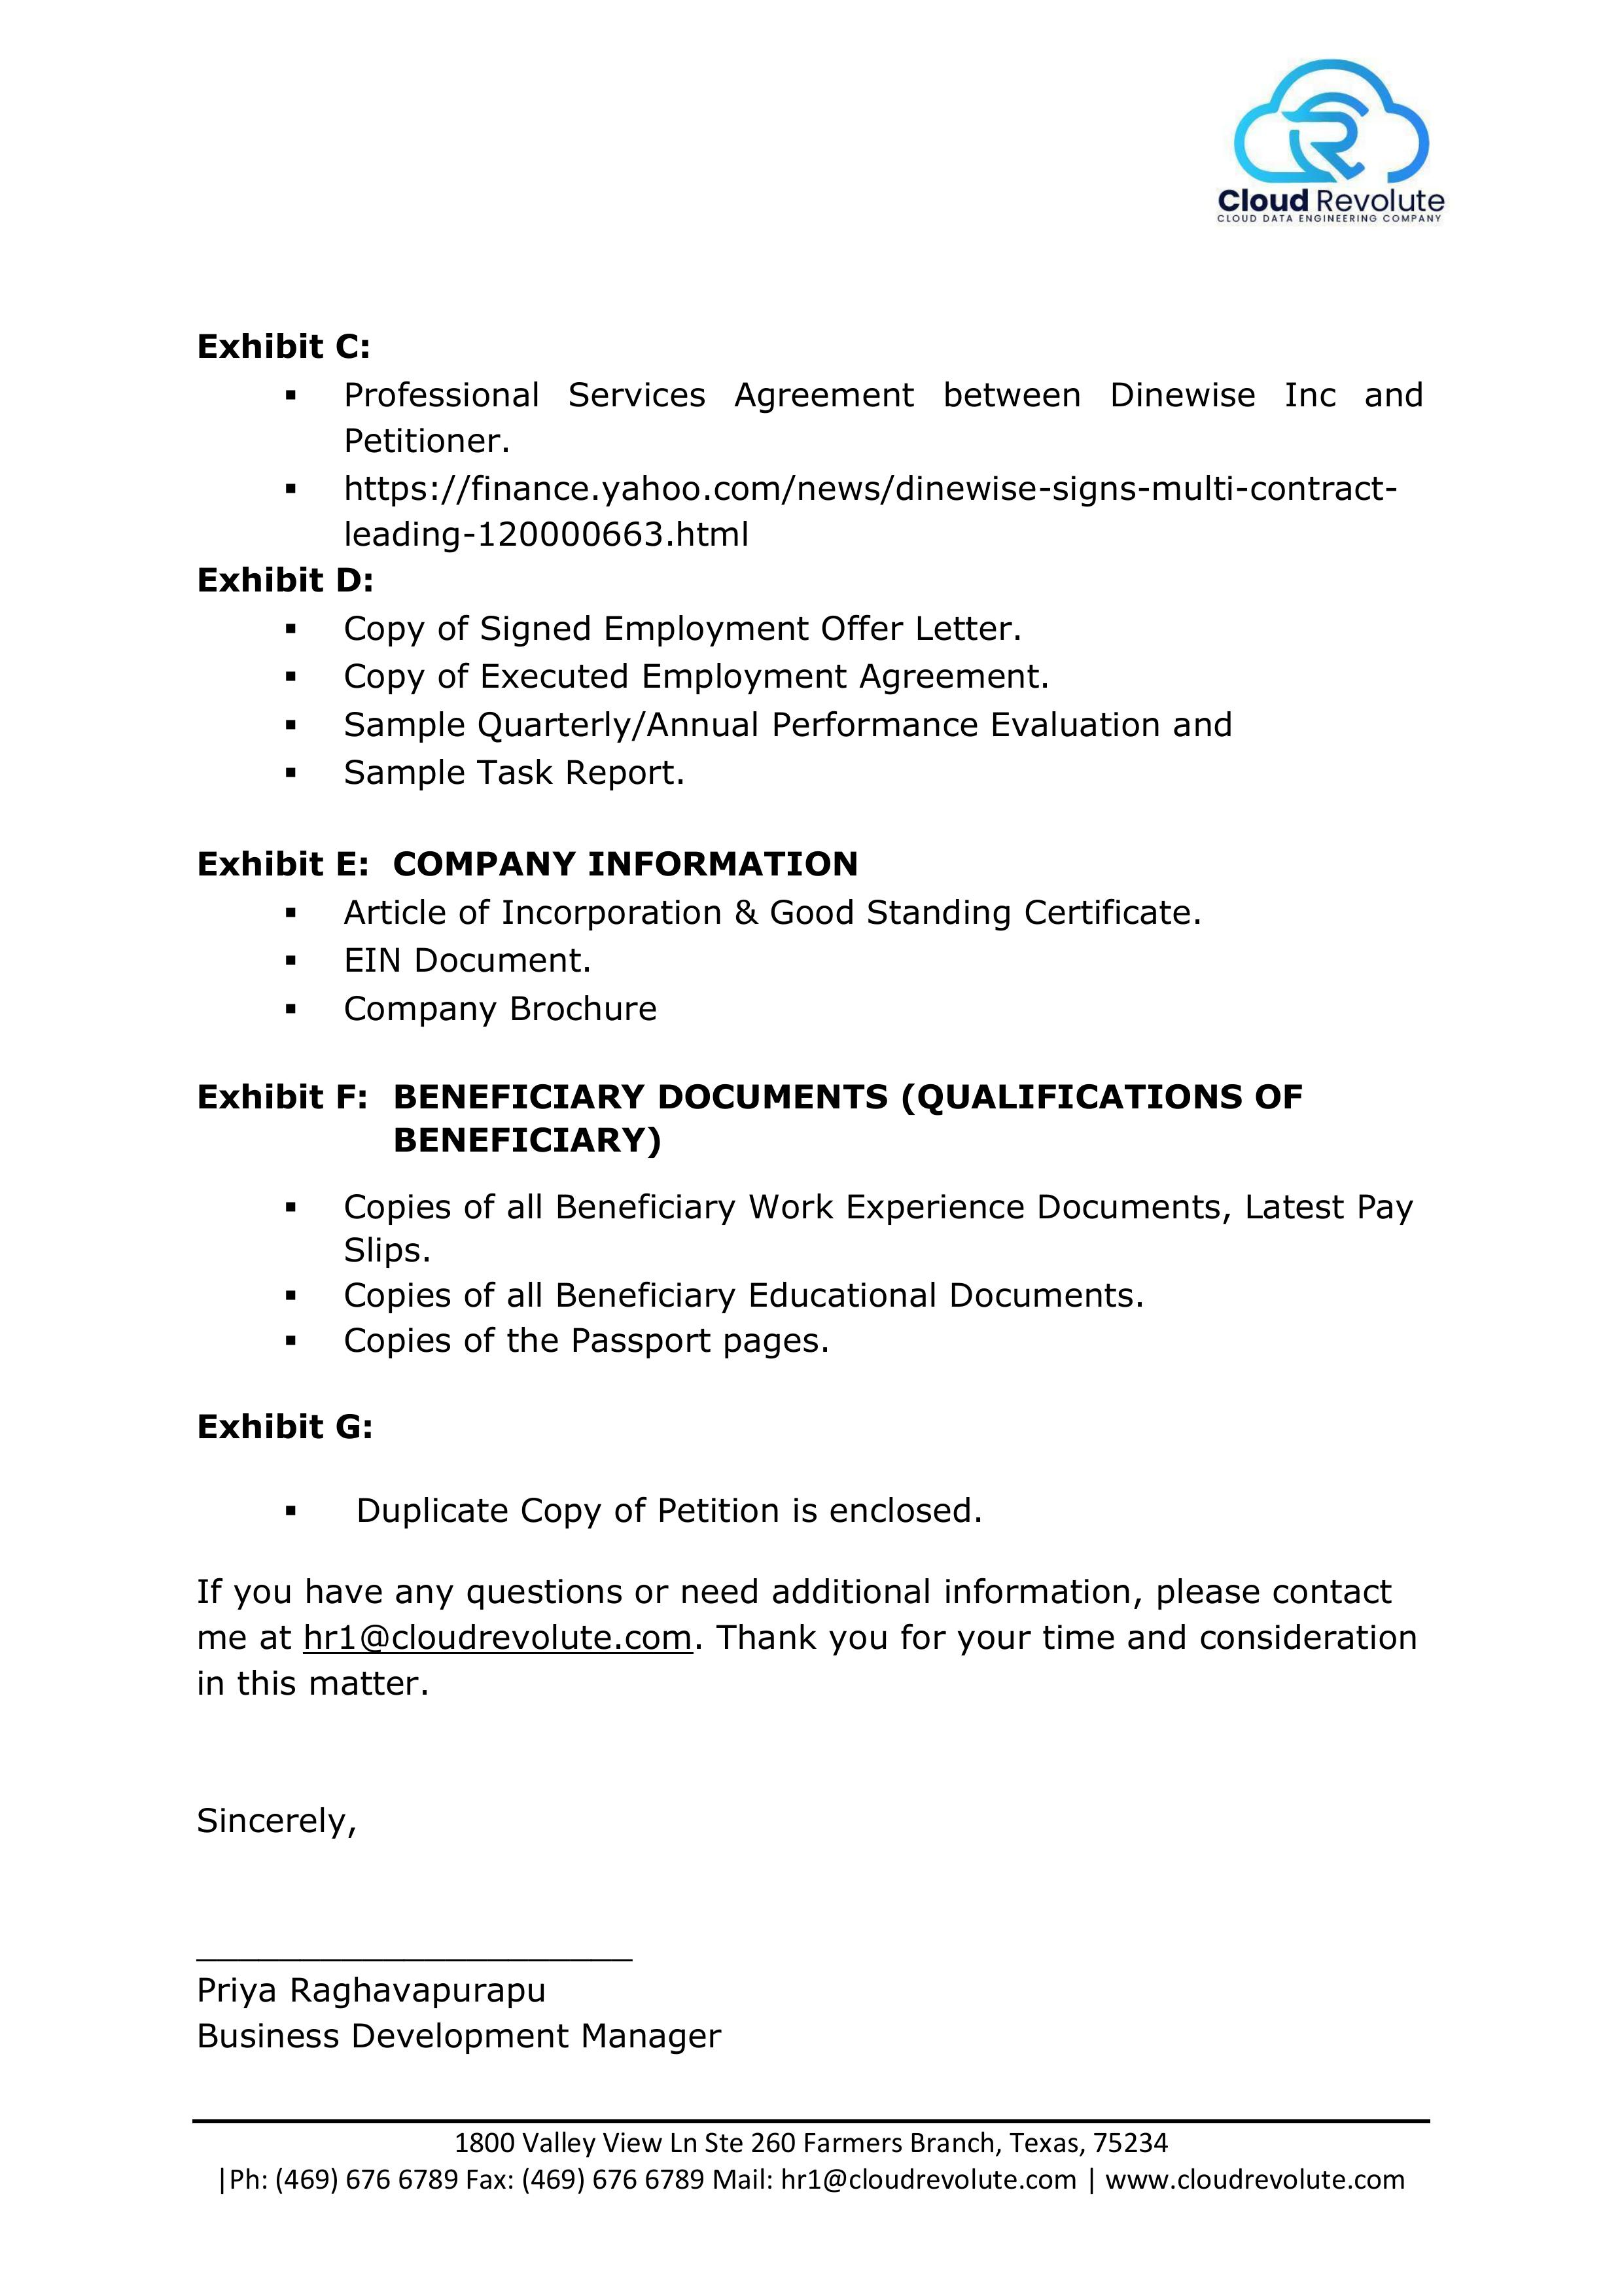 Cloud Revolute
CLOUD DATA ENGINEERING COMPANY
Exhibit C:
▪ Professional Services Agreement between Dinewise Inc and
Petitioner.
▪ https://finance.yahoo.com/news/dinewise-signs-multi-contract-
leading-120000663.html
Exhibit D:
▪ Copy of Signed Employment Offer Letter.
▪ Copy of Executed Employment Agreement.
▪ Sample Quarterly/Annual Performance Evaluation and
▪ Sample Task Report.
Exhibit E: COMPANY INFORMATION
▪ Article of Incorporation & Good Standing Certificate.
▪ EIN Document.
▪ Company Brochure
Exhibit F: BENEFICIARY DOCUMENTS (QUALIFICATIONS OF
BENEFICIARY)
▪ Copies of all Beneficiary Work Experience Documents, Latest Pay
Slips.
▪ Copies of all Beneficiary Educational Documents.
▪ Copies of the Passport pages.
Exhibit G:
▪ Duplicate Copy of Petition is enclosed.
If you have any questions or need additional information, please contact
me at hr1@cloudrevolute.com. Thank you for your time and consideration
in this matter.
Sincerely,
Priya Raghavapurapu
Business Development Manager
1800 Valley View Ln Ste 260 Farmers Branch, Texas, 75234
|Ph: (469) 676 6789 Fax: (469) 676 6789 Mail: hr1@cloudrevolute.com | www.cloudrevolute.com